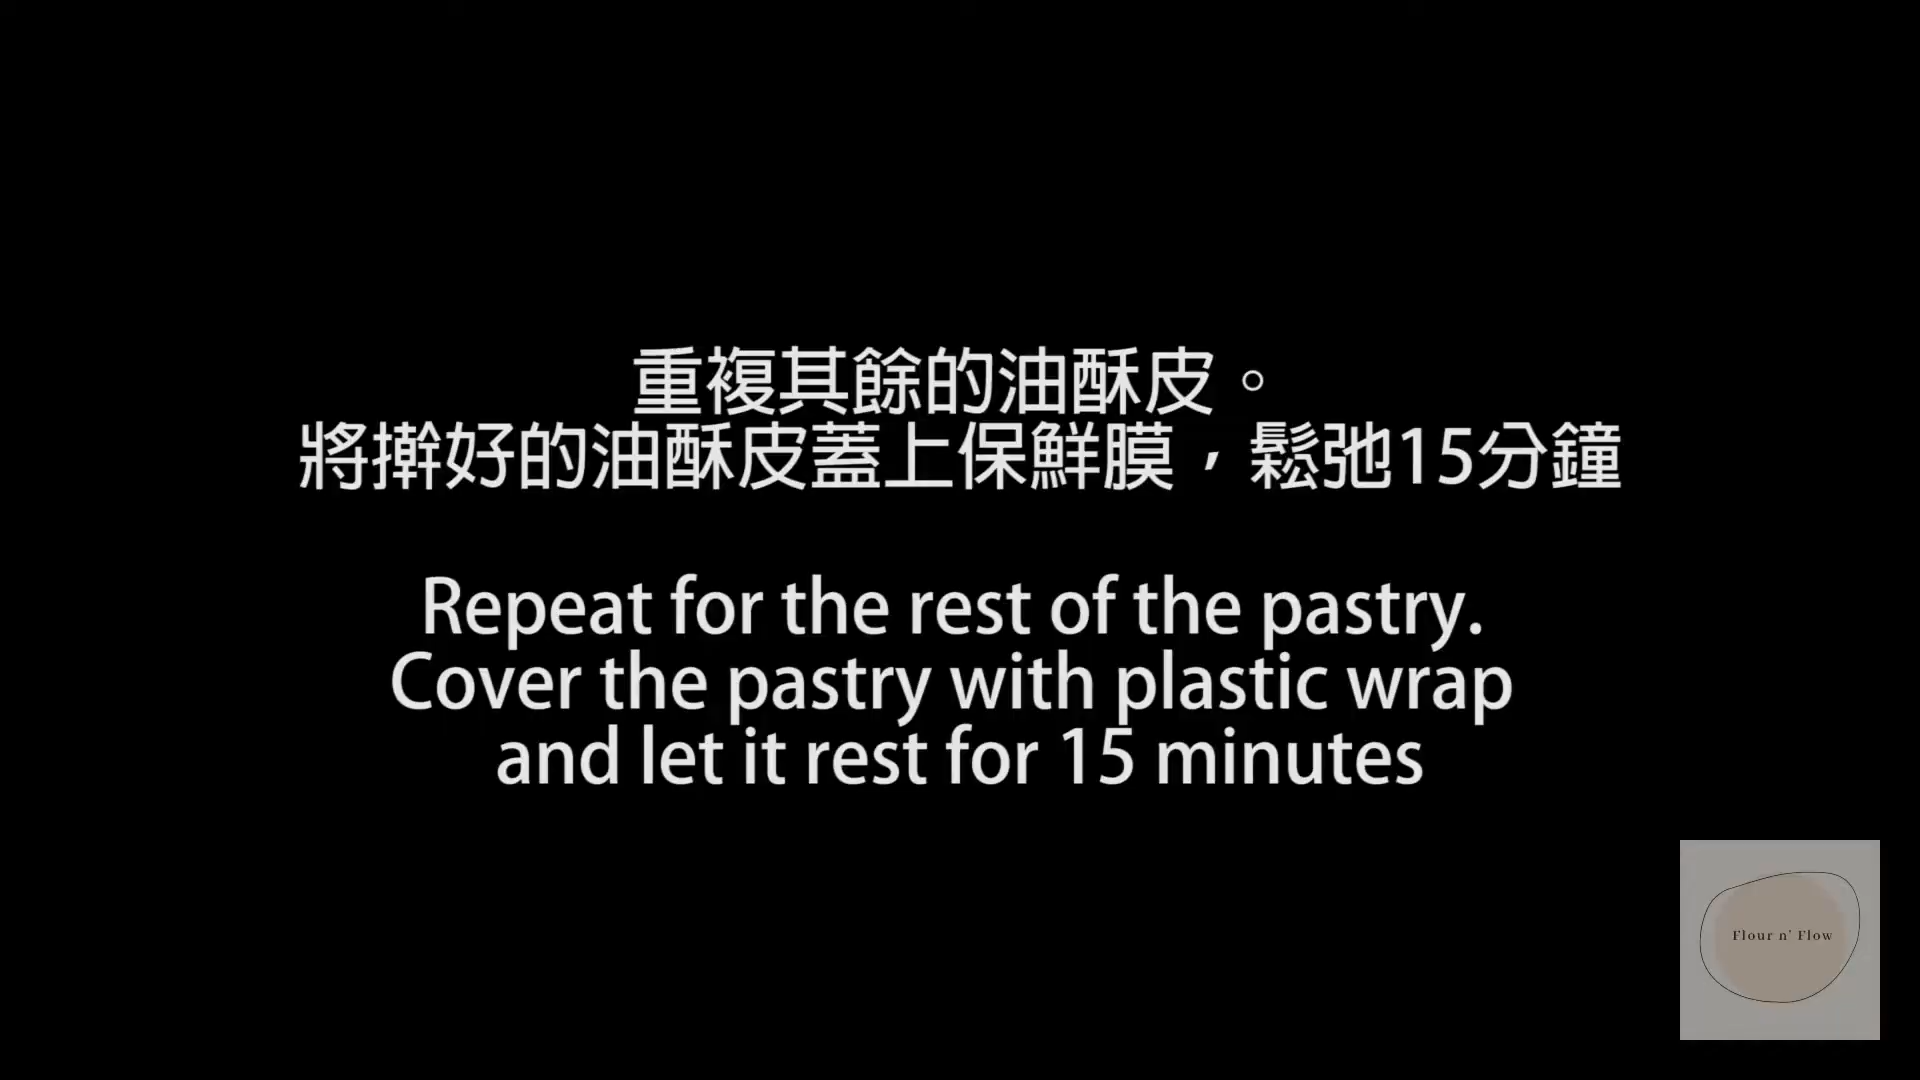 重複其餘的油酥皮。
將擀好的油酥皮蓋上保鮮膜，鬆弛15分鐘
Repeat for the rest of the pastry.
Cover the pastry with plastic wrap
and let it rest for 15 minutes
Flour n' Flow